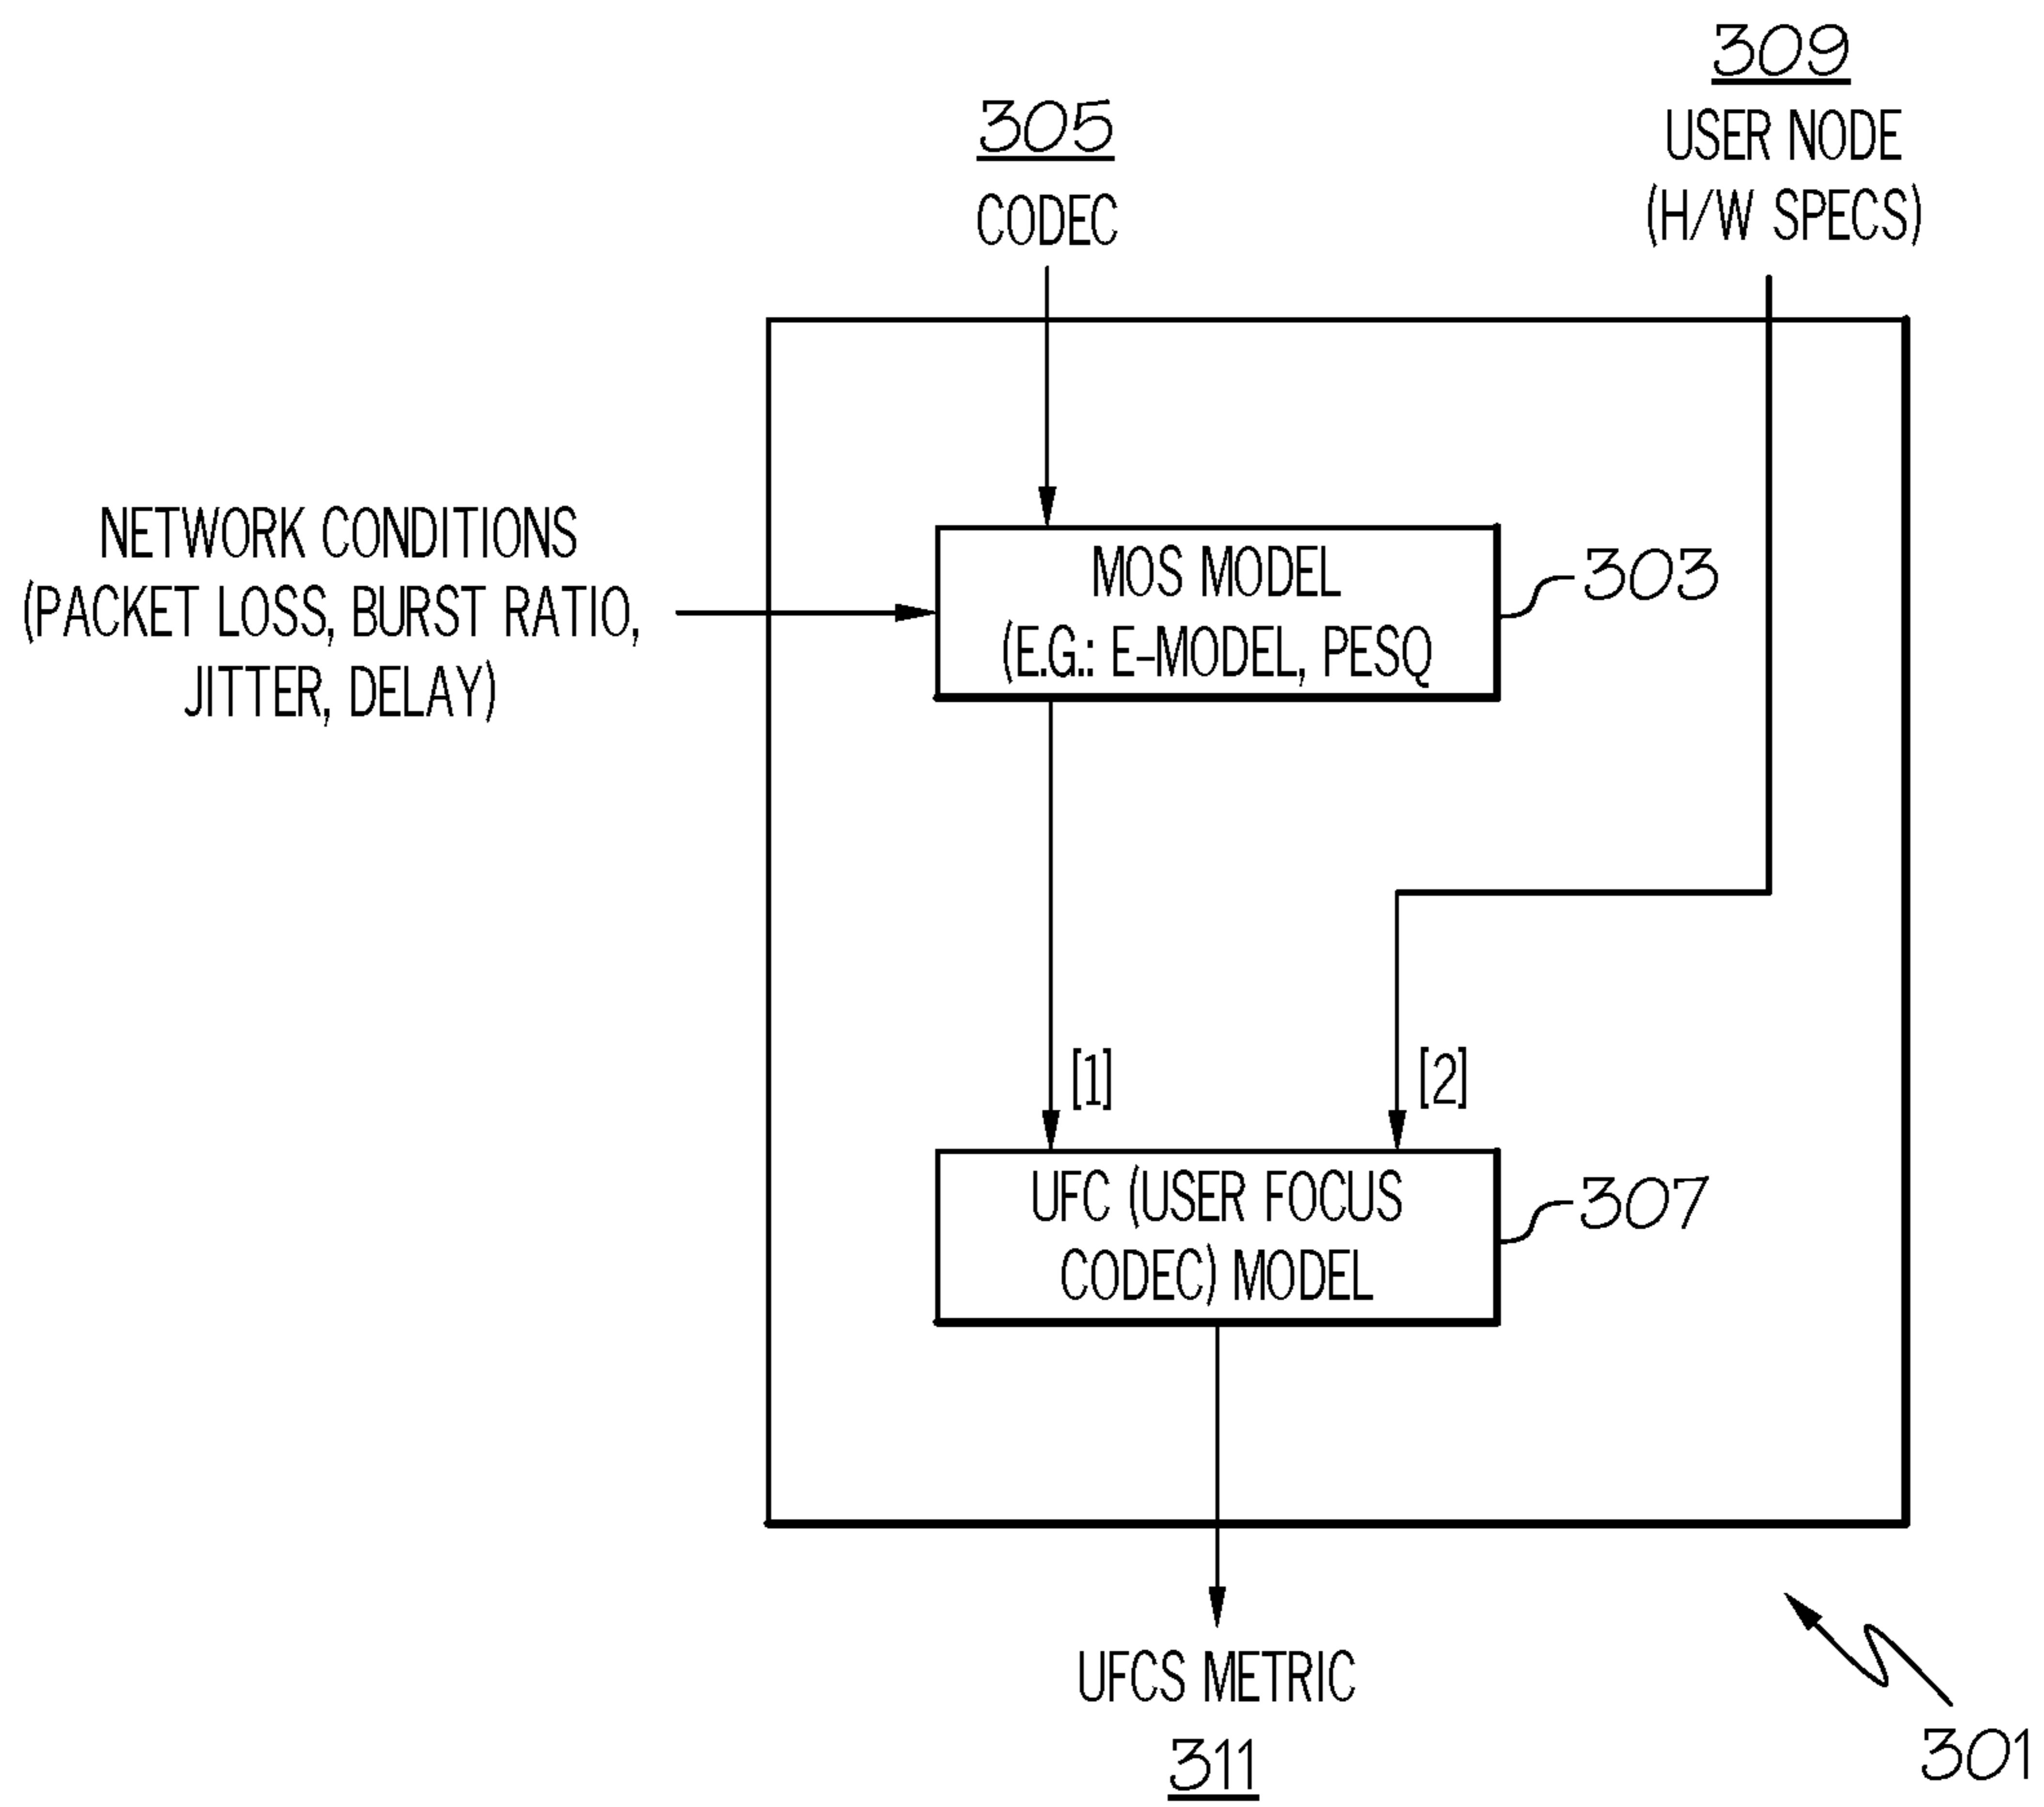 309
USER NODE
(H/W SPECS)
305
CODEC
NETWORK CONDITIONS
(PACKET LOSS, BURST RATIO,
JITTER, DELAY)
MOS MODEL
(E.G.: E-MODEL, PESQ
303
[1]
[2]
UFC (USER FOCUS
CODEC) MODEL
307
UFCS METRIC
311
301